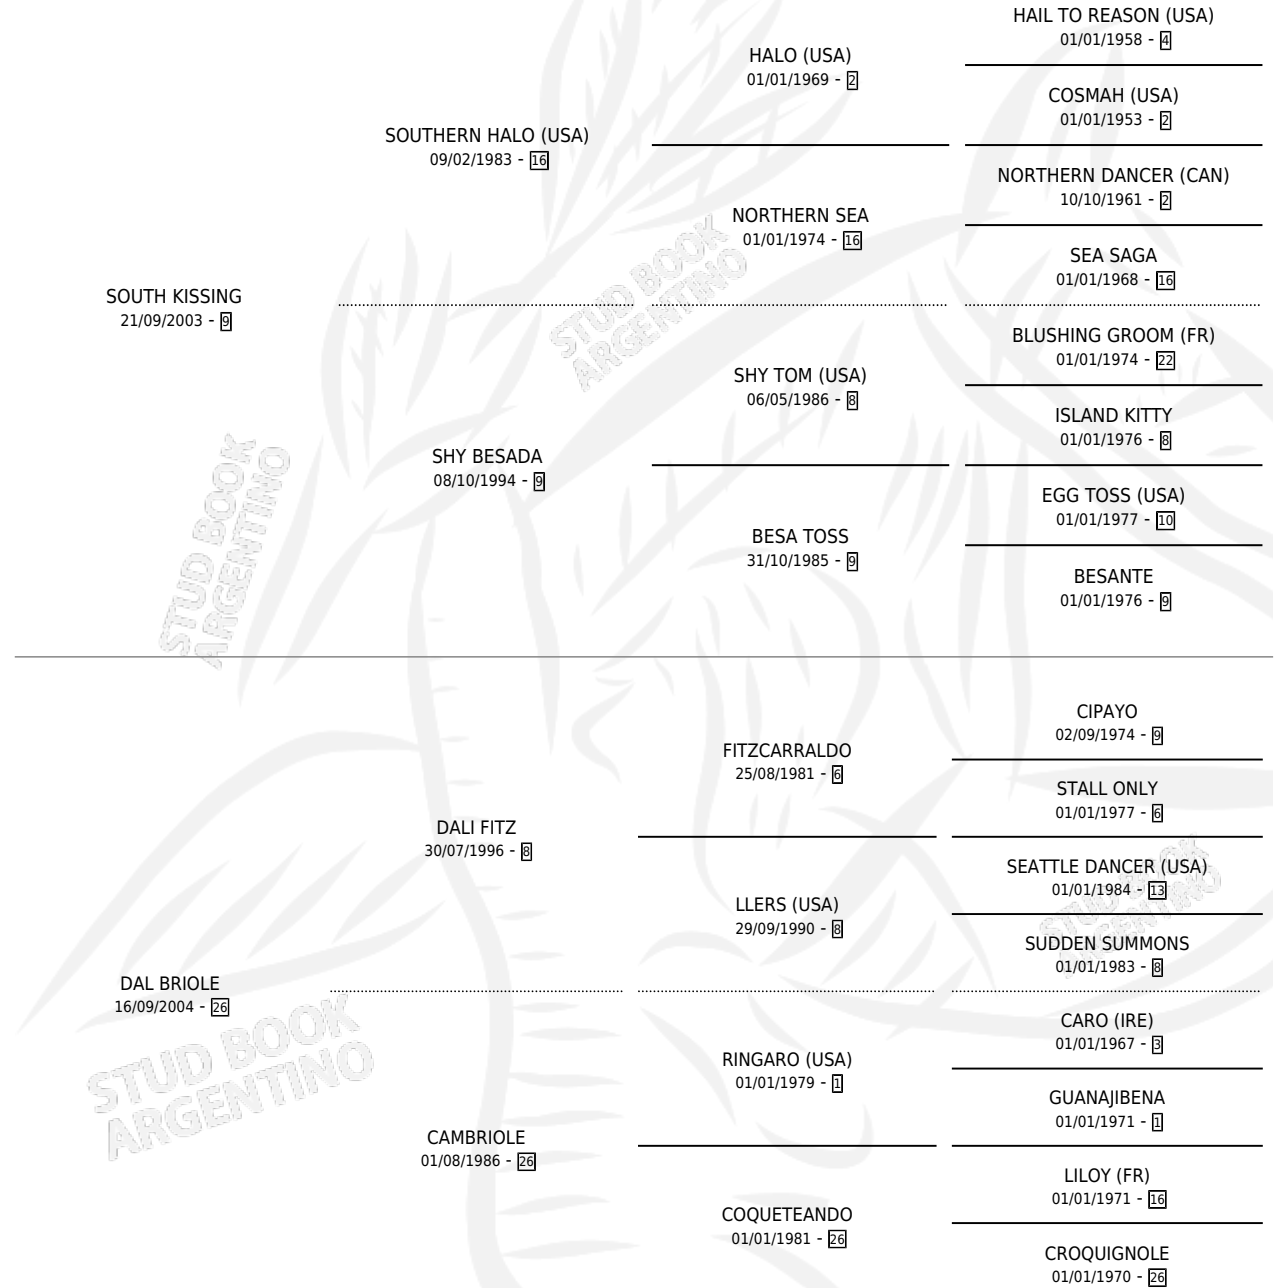 HAIL TO REASON (USA)
01/01/1958 - 4
HALO (USA)
01/01/1969 - 2
COSMAH (USA)
01/01/1953 - 2
SOUTHERN HALO (USA)
09/02/1983 - 16
NORTHERN DANCER (CAN)
10/10/1961 - 2
NORTHERN SEA
01/01/1974 - 16
SEA SAGA
01/01/1968 - 16
SOUTH KISSING
21/09/2003 - 9
STUD BOOK
ARGENTINO
BLUSHING GROOM (FR)
01/01/1974 - 22
SHY TOM (USA)
06/05/1986 - 8
ISLAND KITTY
01/01/1976 - 8
SHY BESADA
08/10/1994 - 9
EGG TOSS (USA)
01/01/1977 - 10
BESA TOSS
31/10/1985 - 9
BESANTE
01/01/1976 - 9
STUD BOOK
ARGENTINO
CIPAYO
02/09/1974 - 9
FITZCARRALDO
25/08/1981 - 6
STALL ONLY
01/01/1977 - 6
DALI FITZ
30/07/1996 - 8
SEATTLE DANCER (USA)
01/01/1984 - 13
STUD BOOK
ARGENTINO
LLERS (USA)
29/09/1990 - 8
SUDDEN SUMMONS
01/01/1983 - 8
DAL BRIOLE
16/09/2004 - 26
STUD BOOK
ARGENTINO
CARO (IRE)
01/01/1967 - 3
RINGARO (USA)
01/01/1979 - 1
GUANAJIBENA
01/01/1971 - 1
CAMBRIOLE
01/08/1986 - 26
LILOY (FR)
01/01/1971 - 16
COQUETEANDO
01/01/1981 - 26
CROQUIGNOLE
01/01/1970 - 26